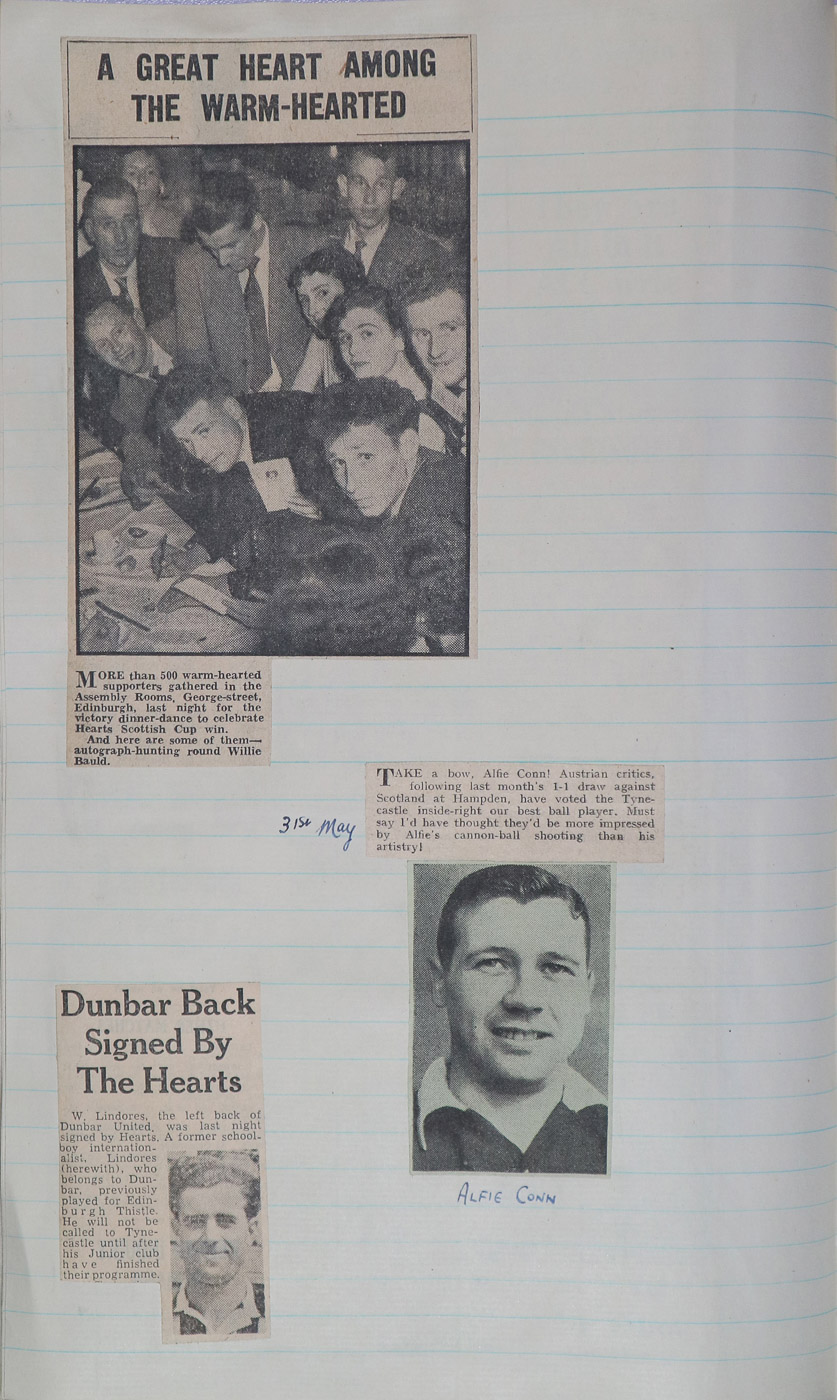 A GREAT HEART AMONG
THE WARM-HEARTED
MORE than 500 warm-hearted
supporters gathered in the
Assembly Rooms, George-street,
Edinburgh, last night for the
victory dinner-dance to celebrate
Hearts Scottish Cup win.
And here are some of them—
autograph-hunting round Willie
Bauld.
TAKE a bow, Alfie Conn! Austrian critics,
following last month's 1-1 draw against
Scotland at Hampden, have voted the Tyne-
castle inside-right our best ball player. Must
say I'd have thought they'd be more impressed
by Alfie's cannon-ball shooting than his
artistry!
31st May
ALFIE CONN
Dunbar Back
Signed By
The Hearts
W. Lindores, the left back of
Dunbar United, was last night
signed by Hearts. A former school-
boy internation-
alist, Lindores
(herewith), who
belongs to Dun-
bar, previously
played for Edin-
burgh Thistle.
He will not be
called to Tyne-
castle until after
his Junior club
have finished
their programme.